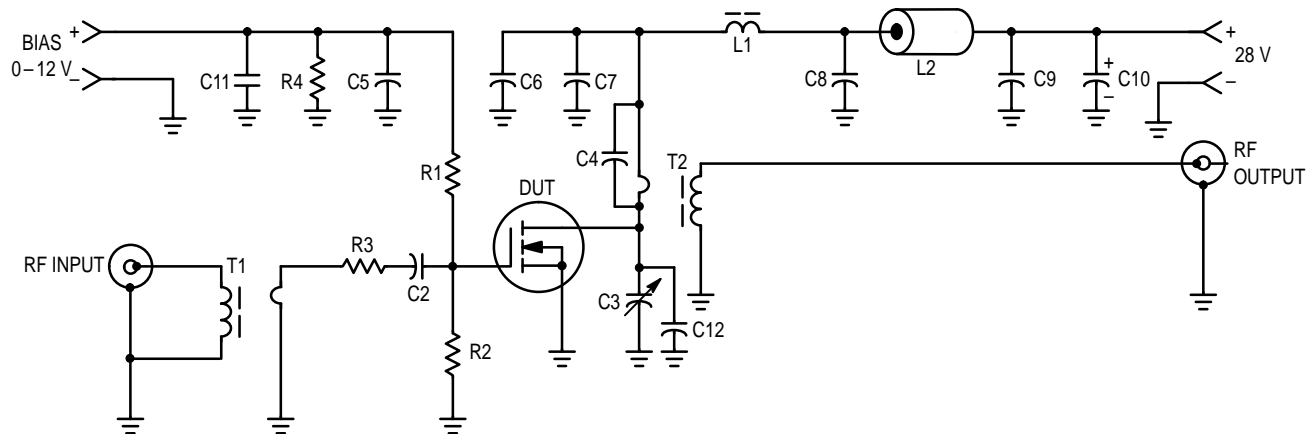 BIAS
0–12 V
+
–
C11
R4
C5
C6
C7
L1
C8
L2
C9
+
C10
–
+
28 V
–
R1
C4
T2
DUT
RF
OUTPUT
RF INPUT
T1
R3
C2
C3
C12
R2